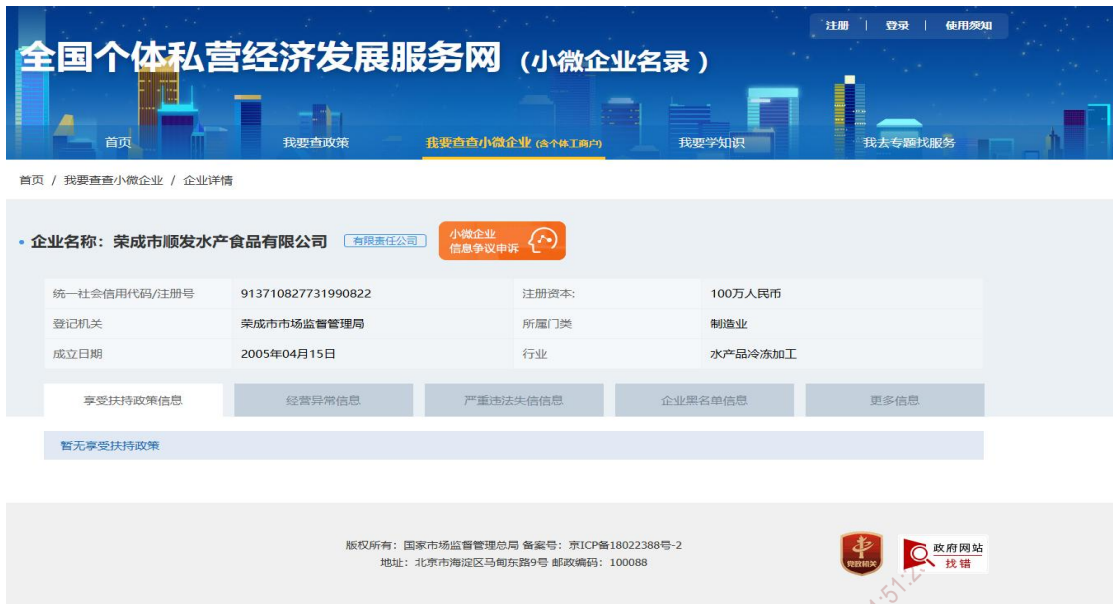 注册 | 登录 | 使用须知
全国个体私营经济发展服务网（小微企业名录）
首页 我要查政策 我要查查小微企业 (含个体工商户) 我要学知识 我去专题找服务
首页 / 我要查查小微企业 / 企业详情
企业名称：荣成市顺发水产食品有限公司 有限责任公司 小微企业
信息争议申诉
统一社会信用代码/注册号 913710827731990822 注册资本: 100万人民币
登记机关 荣成市市场监督管理局 所属门类 制造业
成立日期 2005年04月15日 行业 水产品冷冻加工
享受扶持政策信息 经营异常信息 严重违法失信信息 企业黑名单信息 更多信息
暂无享受扶持政策
版权所有：国家市场监督管理总局 备案号：京ICP备18022388号-2
地址：北京市海淀区马甸东路9号 邮政编码：100088
党政机关
政府网站
找错